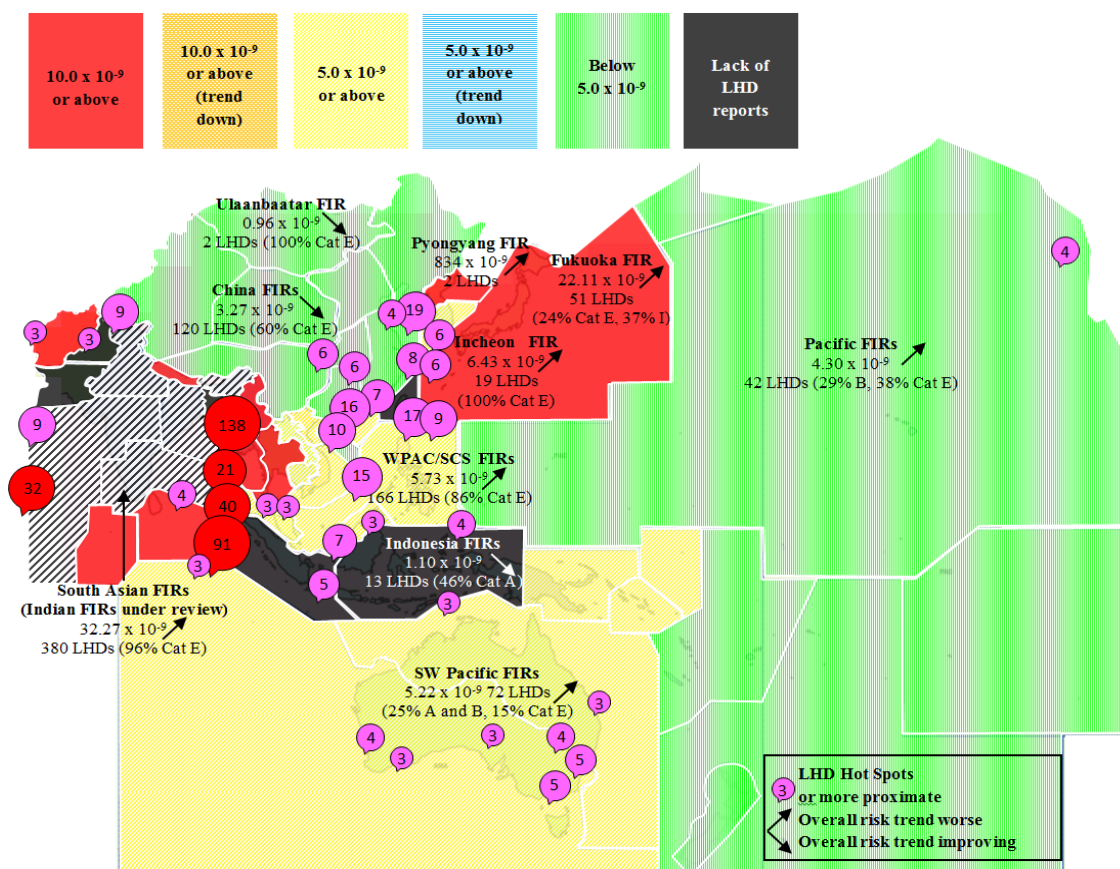 10.0 x 10-9
or above
10.0 x 10-9
or above
(trend
down)
5.0 x 10-9
or above
5.0 x 10-9
or above
(trend
down)
Below
5.0 x 10-9
Lack of
LHD
reports
Ulaanbaatar FIR
0.96 x 10-9
2 LHDs (100% Cat E)
Pyongyang FIR
834 x 10-9
2 LHDs
Fukuoka FIR
22.11 x 10-9
51 LHDs
(24% Cat E, 37% I)
China FIRs
3.27 x 10-9
120 LHDs (60% Cat E)
Incheon FIR
6.43 x 10-9
19 LHDs
(100% Cat E)
Pacific FIRs
4.30 x 10-9
42 LHDs (29% B, 38% Cat E)
WPAC/SCS FIRs
5.73 x 10-9
166 LHDs (86% Cat E)
Indonesia FIRs
1.10 x 10-9
13 LHDs (46% Cat A)
South Asian FIRs
(Indian FIRs under review)
32.27 x 10-9
380 LHDs (96% Cat E)
SW Pacific FIRs
5.22 x 10-9 72 LHDs
(25% A and B, 15% Cat E)
4
9
3
3
4
19
6
6
8
6
6
7
16
10
17
9
9
138
21
32
40
4
91
3
3
3
15
7
3
4
5
3
3
4
3
3
4
5
5
3
LHD Hot Spots
or more proximate
Overall risk trend worse
Overall risk trend improving